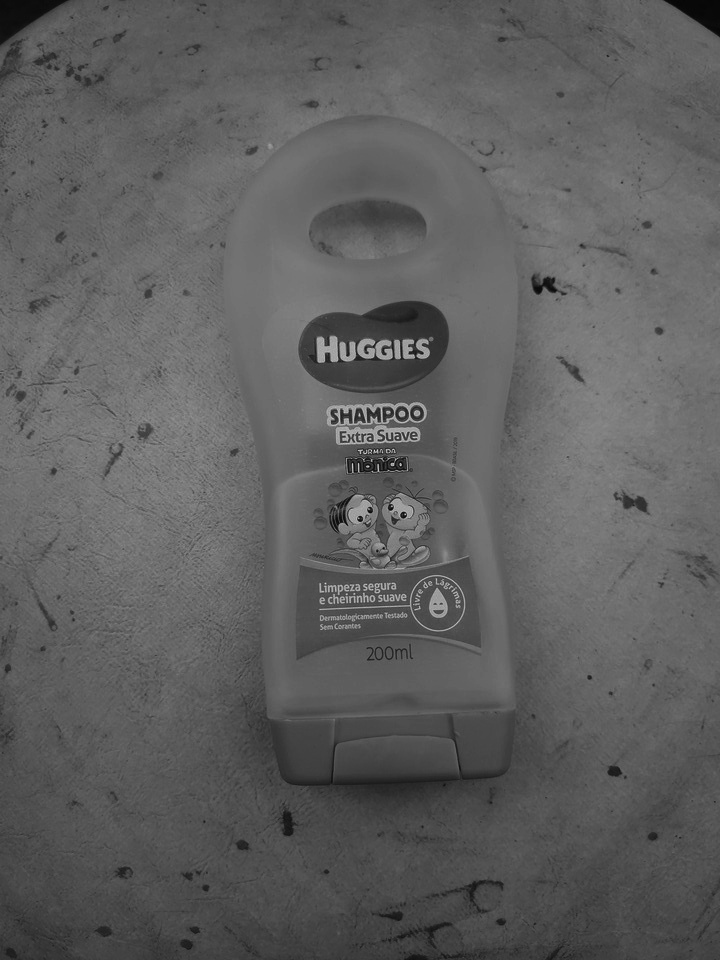 HUGGIES®
SHAMPOO
Extra Suave
TURMA DA
Mônica
Limpeza segura
e cheirinho suave
Dermatologicamente Testado
Sem Corantes
Livre de Lágrimas
200ml